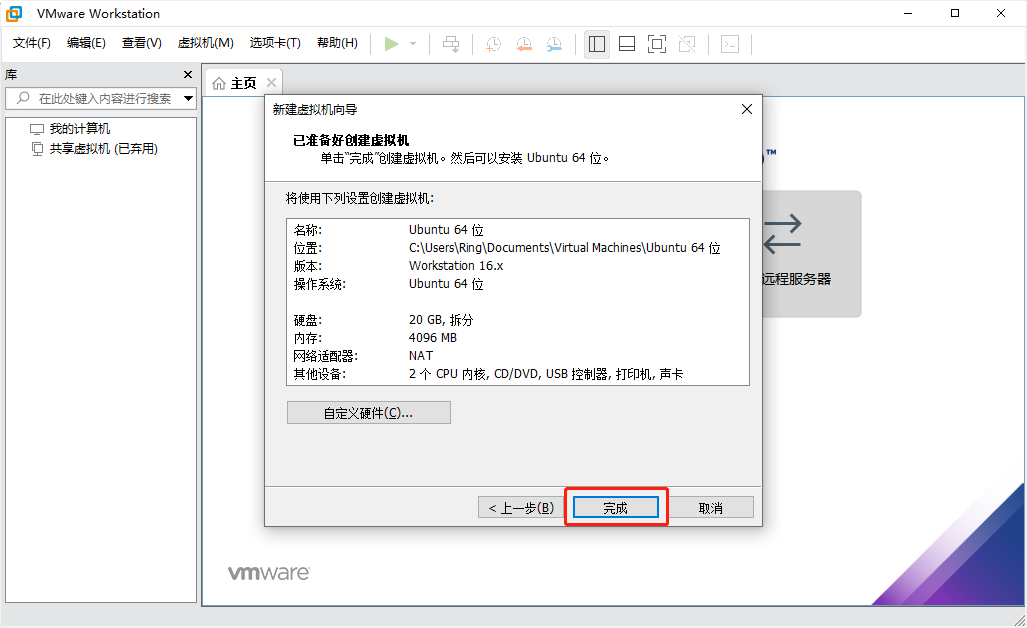 VMware Workstation
文件(F) 编辑(E) 查看(V) 虚拟机(M) 选项卡(T) 帮助(H)
库
在此处键入内容进行搜索
我的计算机
共享虚拟机 (已弃用)
主页
™
远程服务器
新建虚拟机向导
已准备好创建虚拟机
单击“完成”创建虚拟机。然后可以安装 Ubuntu 64 位。
将使用下列设置创建虚拟机:
名称: Ubuntu 64 位
位置: C:\Users\Ring\Documents\Virtual Machines\Ubuntu 64 位
版本: Workstation 16.x
操作系统: Ubuntu 64 位
硬盘: 20 GB, 拆分
内存: 4096 MB
网络适配器: NAT
其他设备: 2 个 CPU 内核, CD/DVD, USB 控制器, 打印机, 声卡
自定义硬件(C)...
< 上一步(B) 完成 取消
vmware